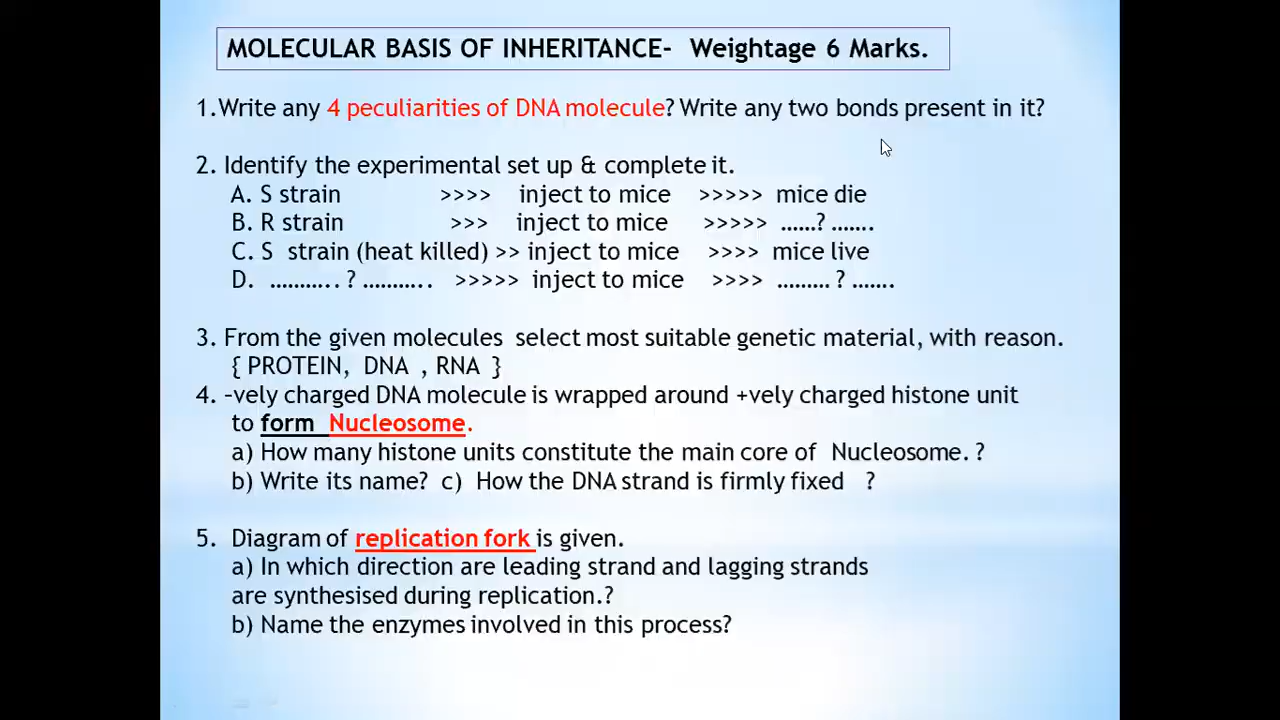 MOLECULAR BASIS OF INHERITANCE- Weightage 6 Marks.
1.Write any 4 peculiarities of DNA molecule? Write any two bonds present in it?
2. Identify the experimental set up & complete it.
A. S strain >>>> inject to mice >>>>> mice die
B. R strain >>> inject to mice >>>>> ......? .......
C. S strain (heat killed) >> inject to mice >>>> mice live
D. ……….. ? ……….. >>>>> inject to mice >>>> ……… ? …….
3. From the given molecules select most suitable genetic material, with reason.
{ PROTEIN, DNA , RNA }
4. –vely charged DNA molecule is wrapped around +vely charged histone unit
to form Nucleosome.
a) How many histone units constitute the main core of Nucleosome. ?
b) Write its name? c) How the DNA strand is firmly fixed ?
5. Diagram of replication fork is given.
a) In which direction are leading strand and lagging strands
are synthesised during replication.?
b) Name the enzymes involved in this process?